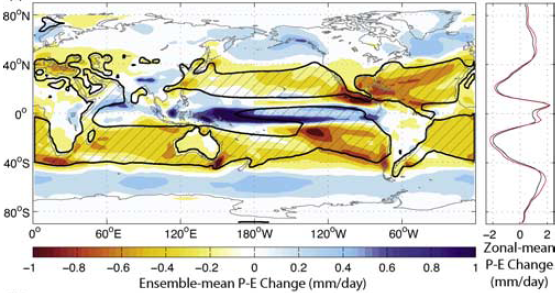 80°N
40°N
0°
40°S
80°S
0° 60°E 120°E 180°W 120°W 60°W
-2 0 2
-1 -0.8 -0.6 -0.4 -0.2 0 0.2 0.4 0.6 0.8 1
Ensemble-mean P-E Change (mm/day)
Zonal-mean
P-E Change
(mm/day)